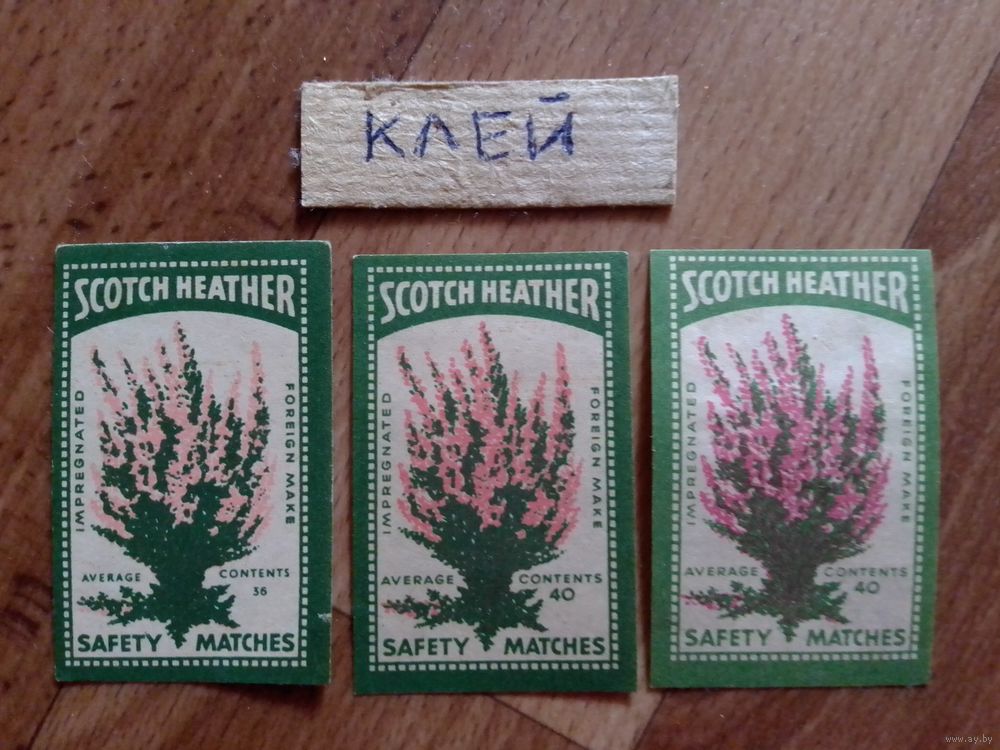 КЛЕЙ
SCOTCH HEATHER
IMPREGNATED
FOREIGN MAKE
AVERAGE CONTENTS
36
SAFETY MATCHES
SCOTCH HEATHER
IMPREGNATED
FOREIGN MAKE
AVERAGE CONTENTS
40
SAFETY MATCHES
SCOTCH HEATHER
IMPREGNATED
FOREIGN MAKE
AVERAGE CONTENTS
40
SAFETY MATCHES
www.ay.by